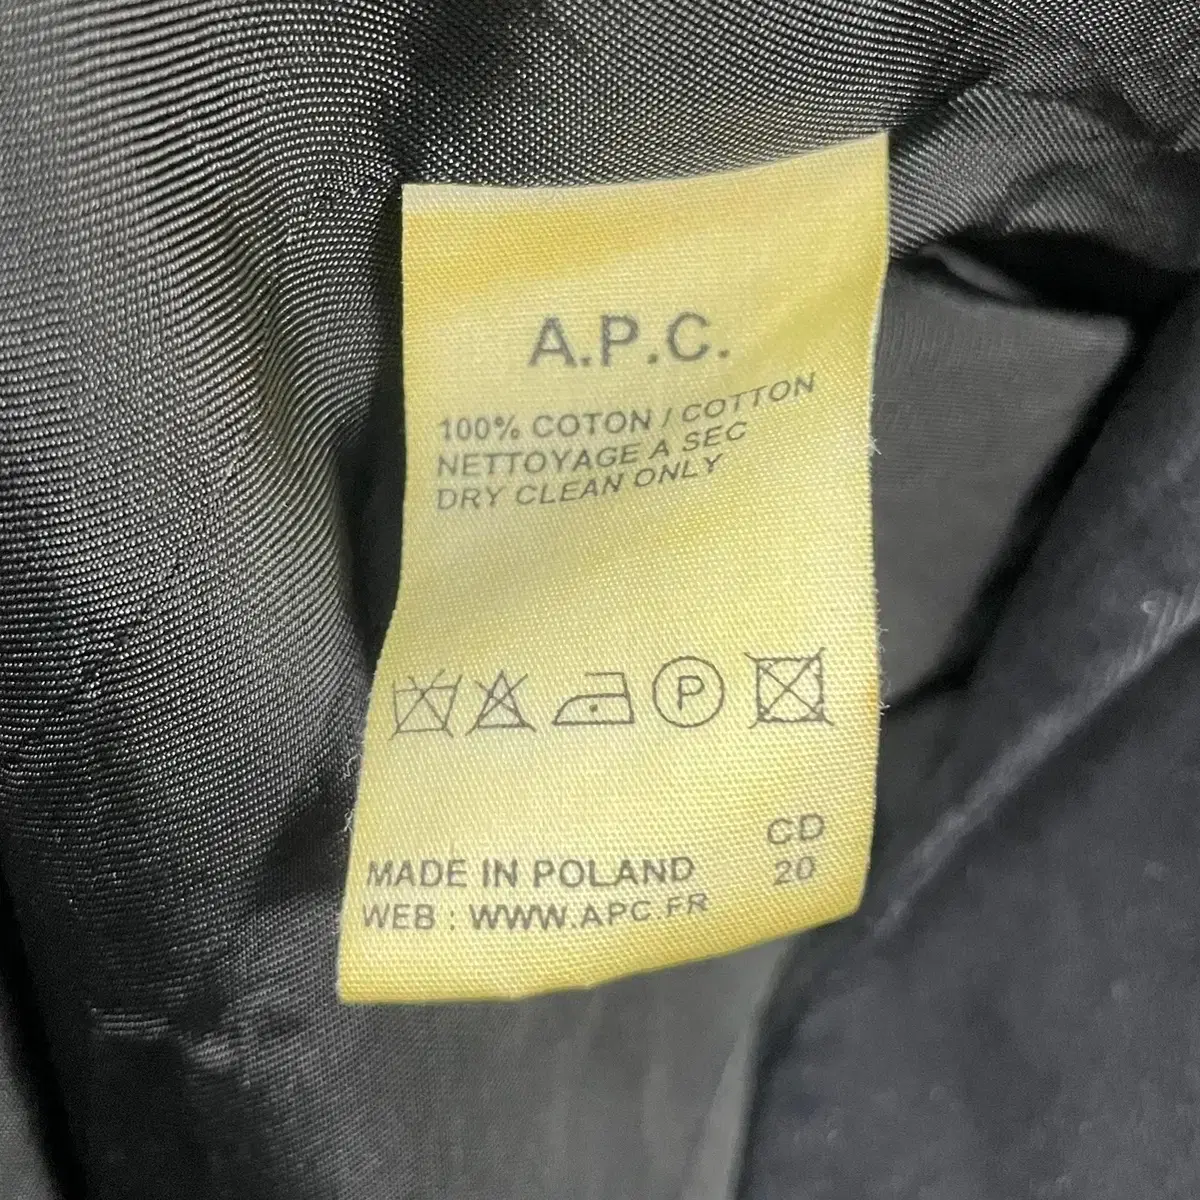 A.P.C.
100% COTON / COTTON
NETTOYAGE A SEC
DRY CLEAN ONLY
P
CD
MADE IN POLAND 20
WEB : WWW.APC.FR